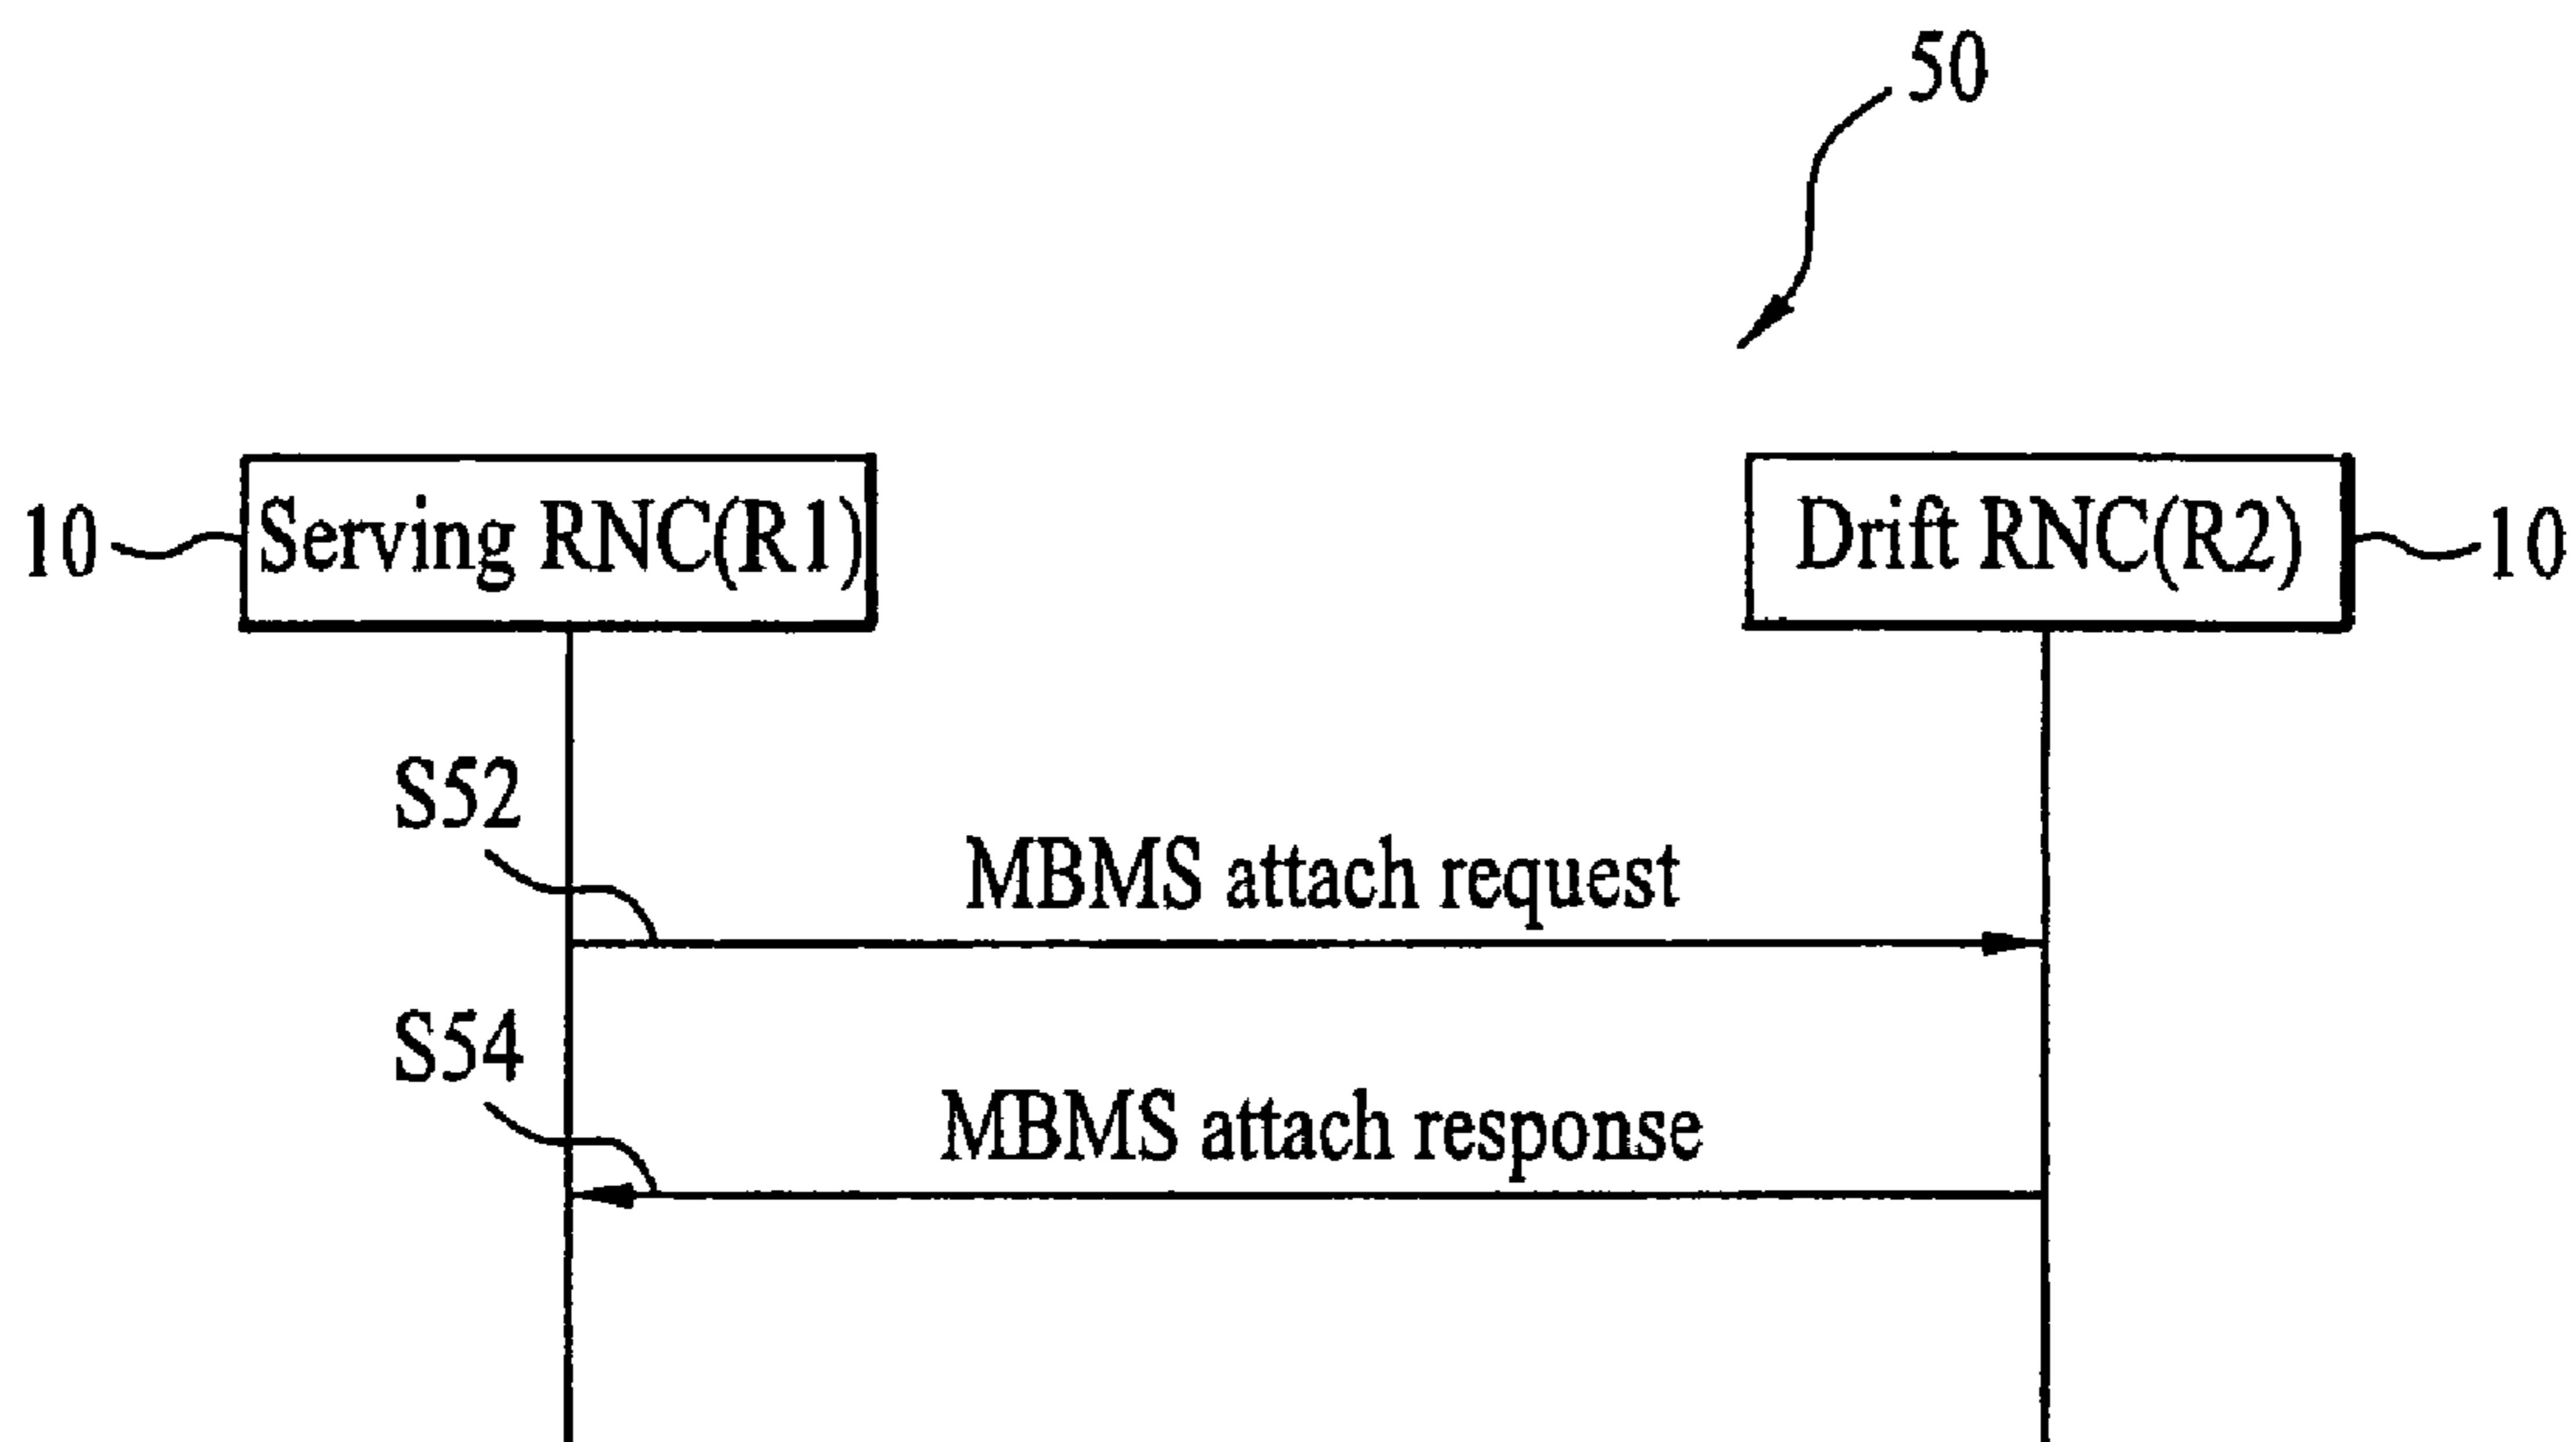 50
10 Serving RNC(R1) Drift RNC(R2) 10
S52
MBMS attach request
S54
MBMS attach response